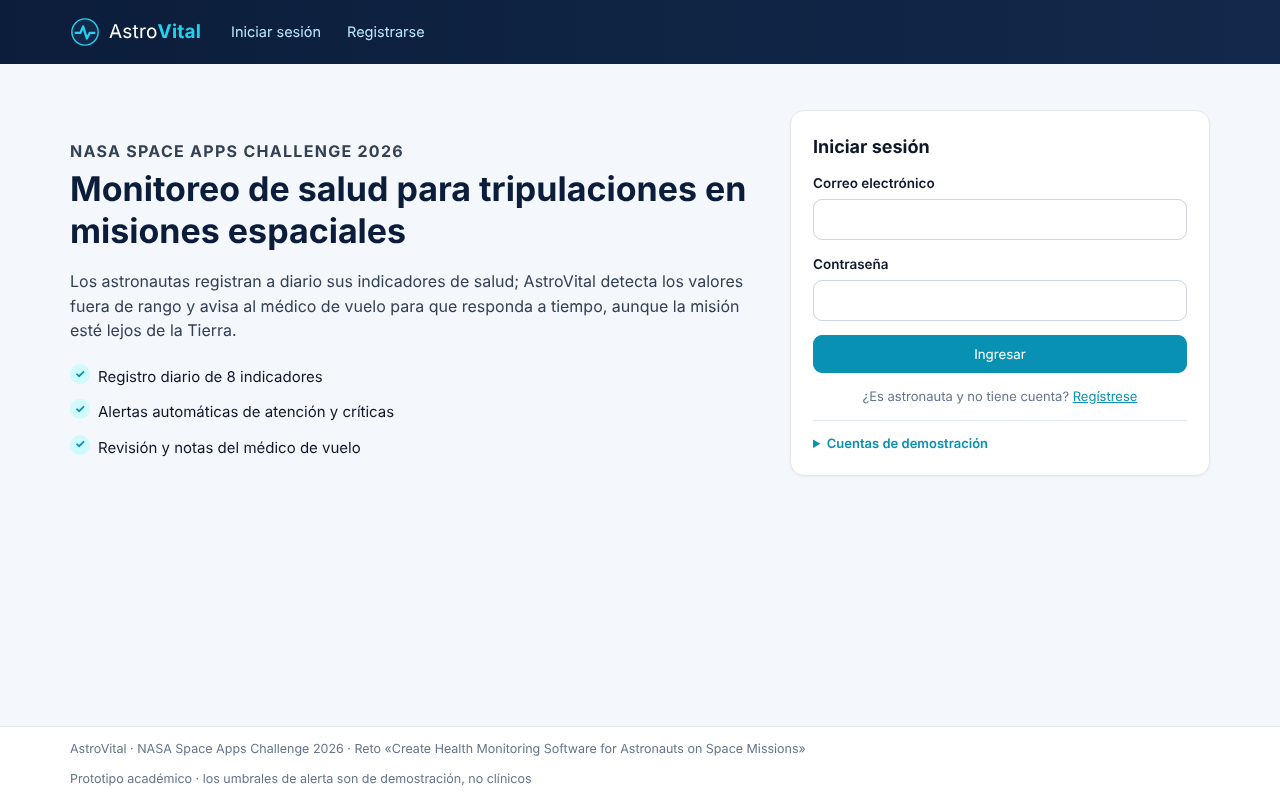 AstroVital
Iniciar sesión
Registrarse
NASA SPACE APPS CHALLENGE 2026
Monitoreo de salud para tripulaciones en
misiones espaciales
Los astronautas registran a diario sus indicadores de salud; AstroVital detecta los valores
fuera de rango y avisa al médico de vuelo para que responda a tiempo, aunque la misión
esté lejos de la Tierra.
Registro diario de 8 indicadores
Alertas automáticas de atención y críticas
Revisión y notas del médico de vuelo
Iniciar sesión
Correo electrónico
Contraseña
Ingresar
¿Es astronauta y no tiene cuenta? Regístrese
Cuentas de demostración
AstroVital · NASA Space Apps Challenge 2026 · Reto «Create Health Monitoring Software for Astronauts on Space Missions»
Prototipo académico · los umbrales de alerta son de demostración, no clínicos